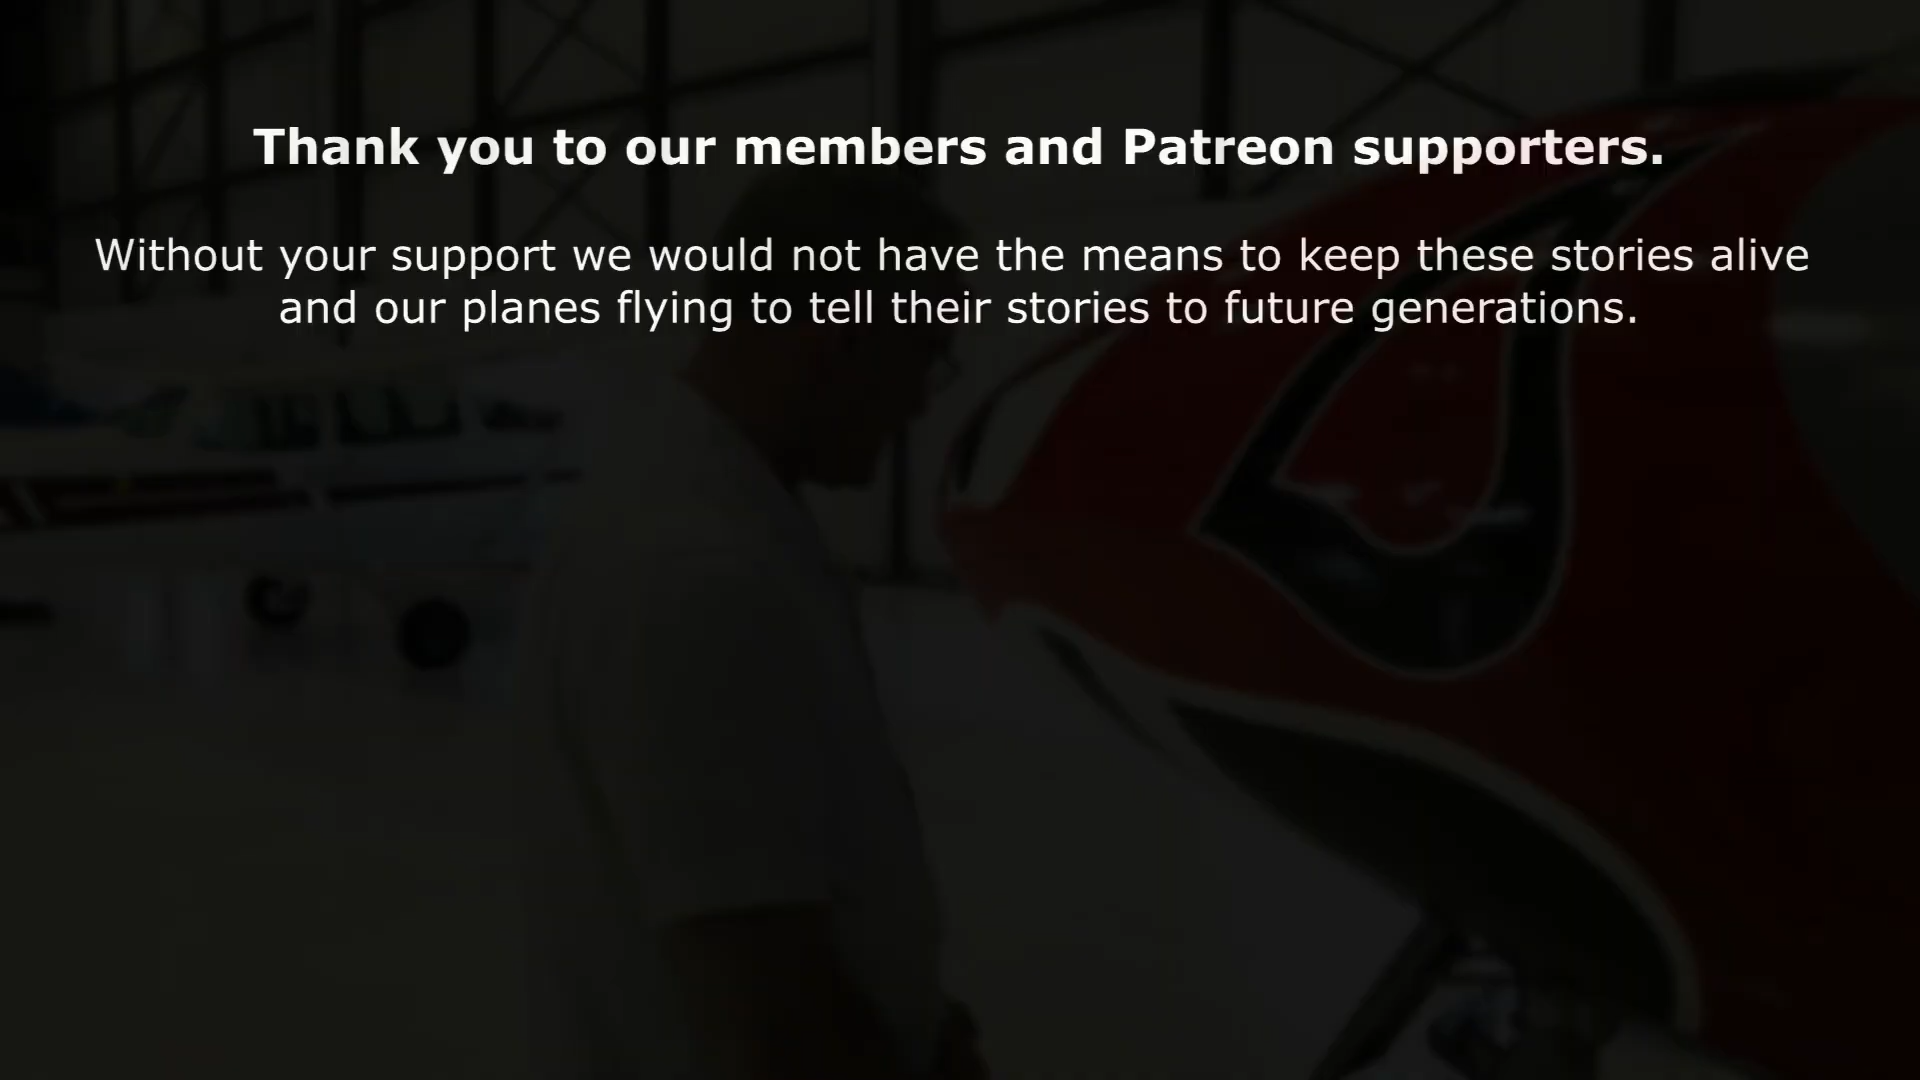 Thank you to our members and Patreon supporters.
Without your support we would not have the means to keep these stories alive
and our planes flying to tell their stories to future generations.